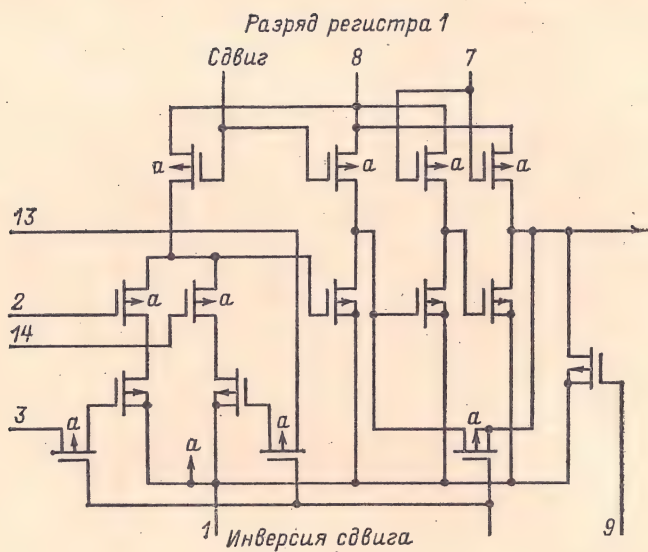 Разряд регистра 1
Сдвиг 8 7
а а а а
13
2 а а
14
3 а а а
а
1 Инверсия сдвига 9